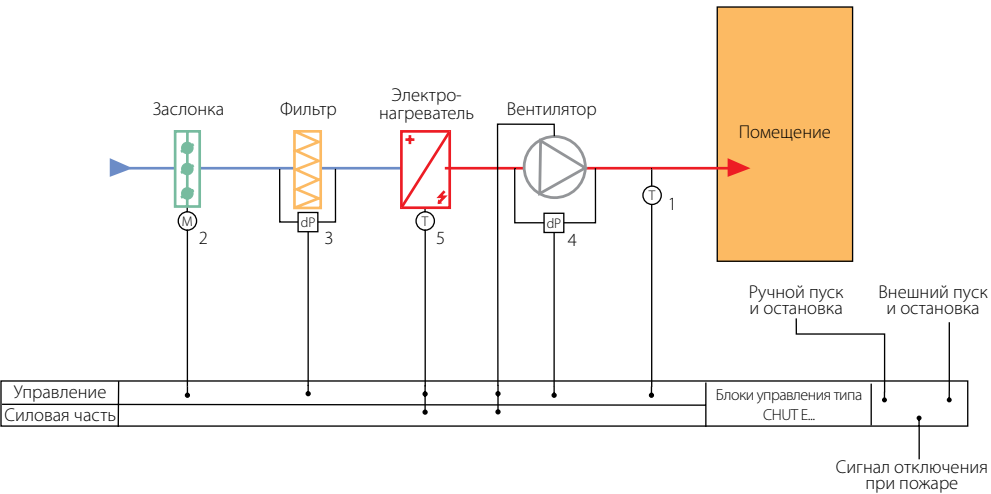 Заслонка
Фильтр
Электро-
нагреватель
Вентилятор
Помещение
M
2
dP
3
T
5
dP
4
T
1
Ручной пуск
и остановка
Внешний пуск
и остановка
Управление
Силовая часть
Блоки управления типа
CHUT E...
Сигнал отключения
при пожаре